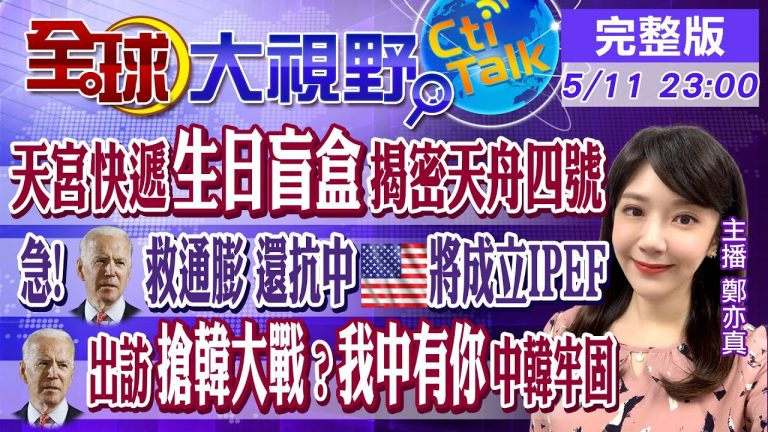 全球大視野
Cti Talk
完整版
5/11 23:00
天宮快遞 生日盲盒 揭密天舟四號
急! 救通膨 還抗中 將成立IPEF
出訪 搶韓大戰? 我中有你 中韓牢固
主播 鄭亦真